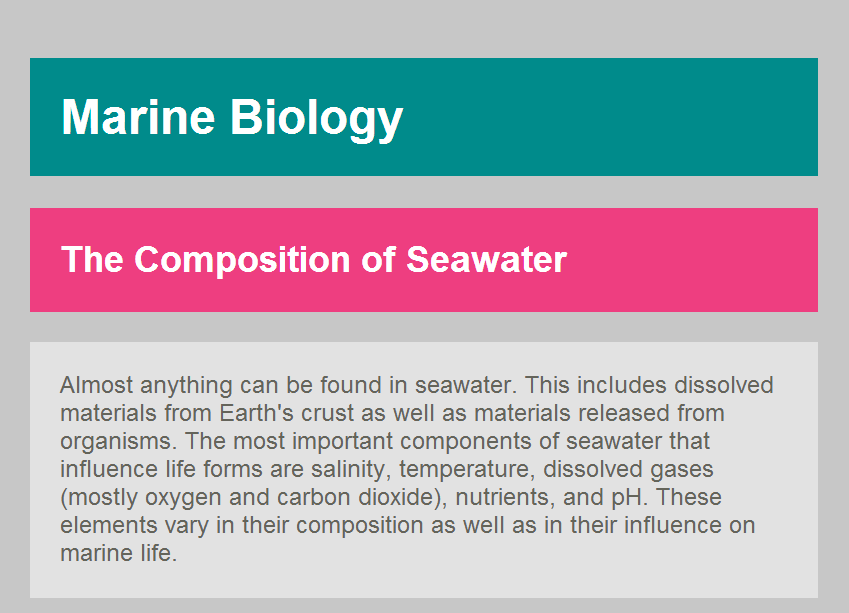 Marine Biology
The Composition of Seawater
Almost anything can be found in seawater. This includes dissolved
materials from Earth's crust as well as materials released from
organisms. The most important components of seawater that
influence life forms are salinity, temperature, dissolved gases
(mostly oxygen and carbon dioxide), nutrients, and pH. These
elements vary in their composition as well as in their influence on
marine life.